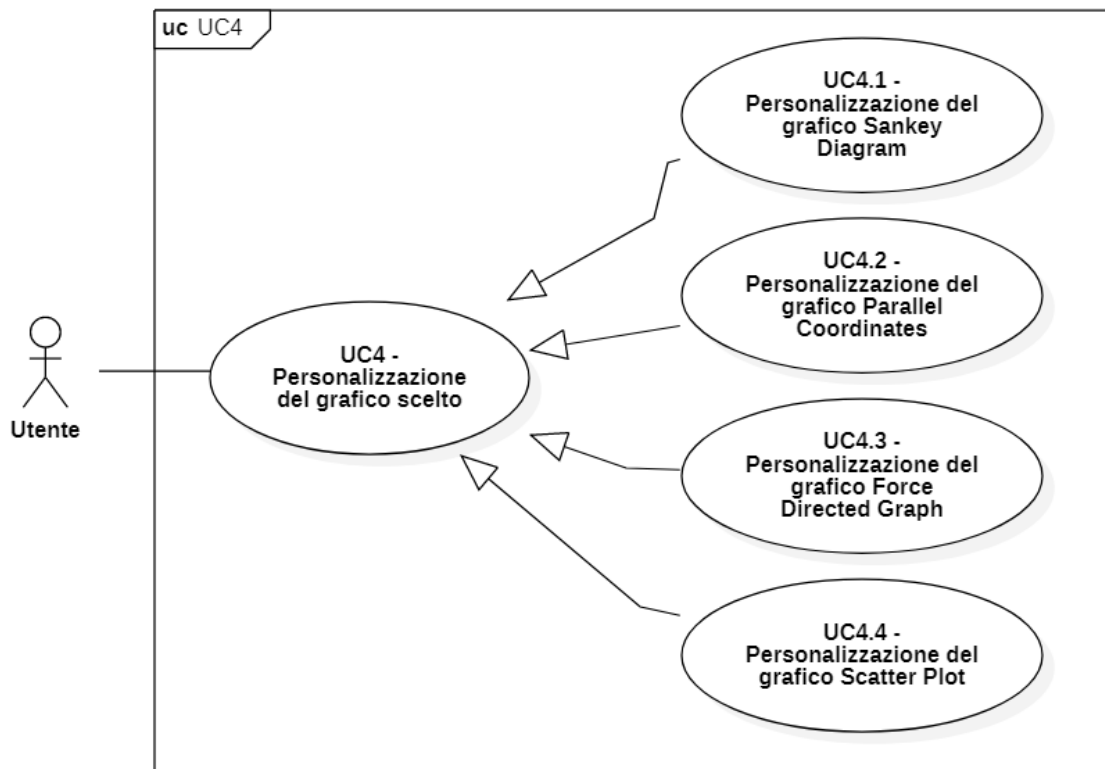 uc UC4
UC4.1 -
Personalizzazione del
grafico Sankey
Diagram
UC4.2 -
Personalizzazione del
grafico Parallel
Coordinates
UC4 -
Personalizzazione
del grafico scelto
Utente
UC4.3 -
Personalizzazione del
grafico Force
Directed Graph
UC4.4 -
Personalizzazione del
grafico Scatter Plot